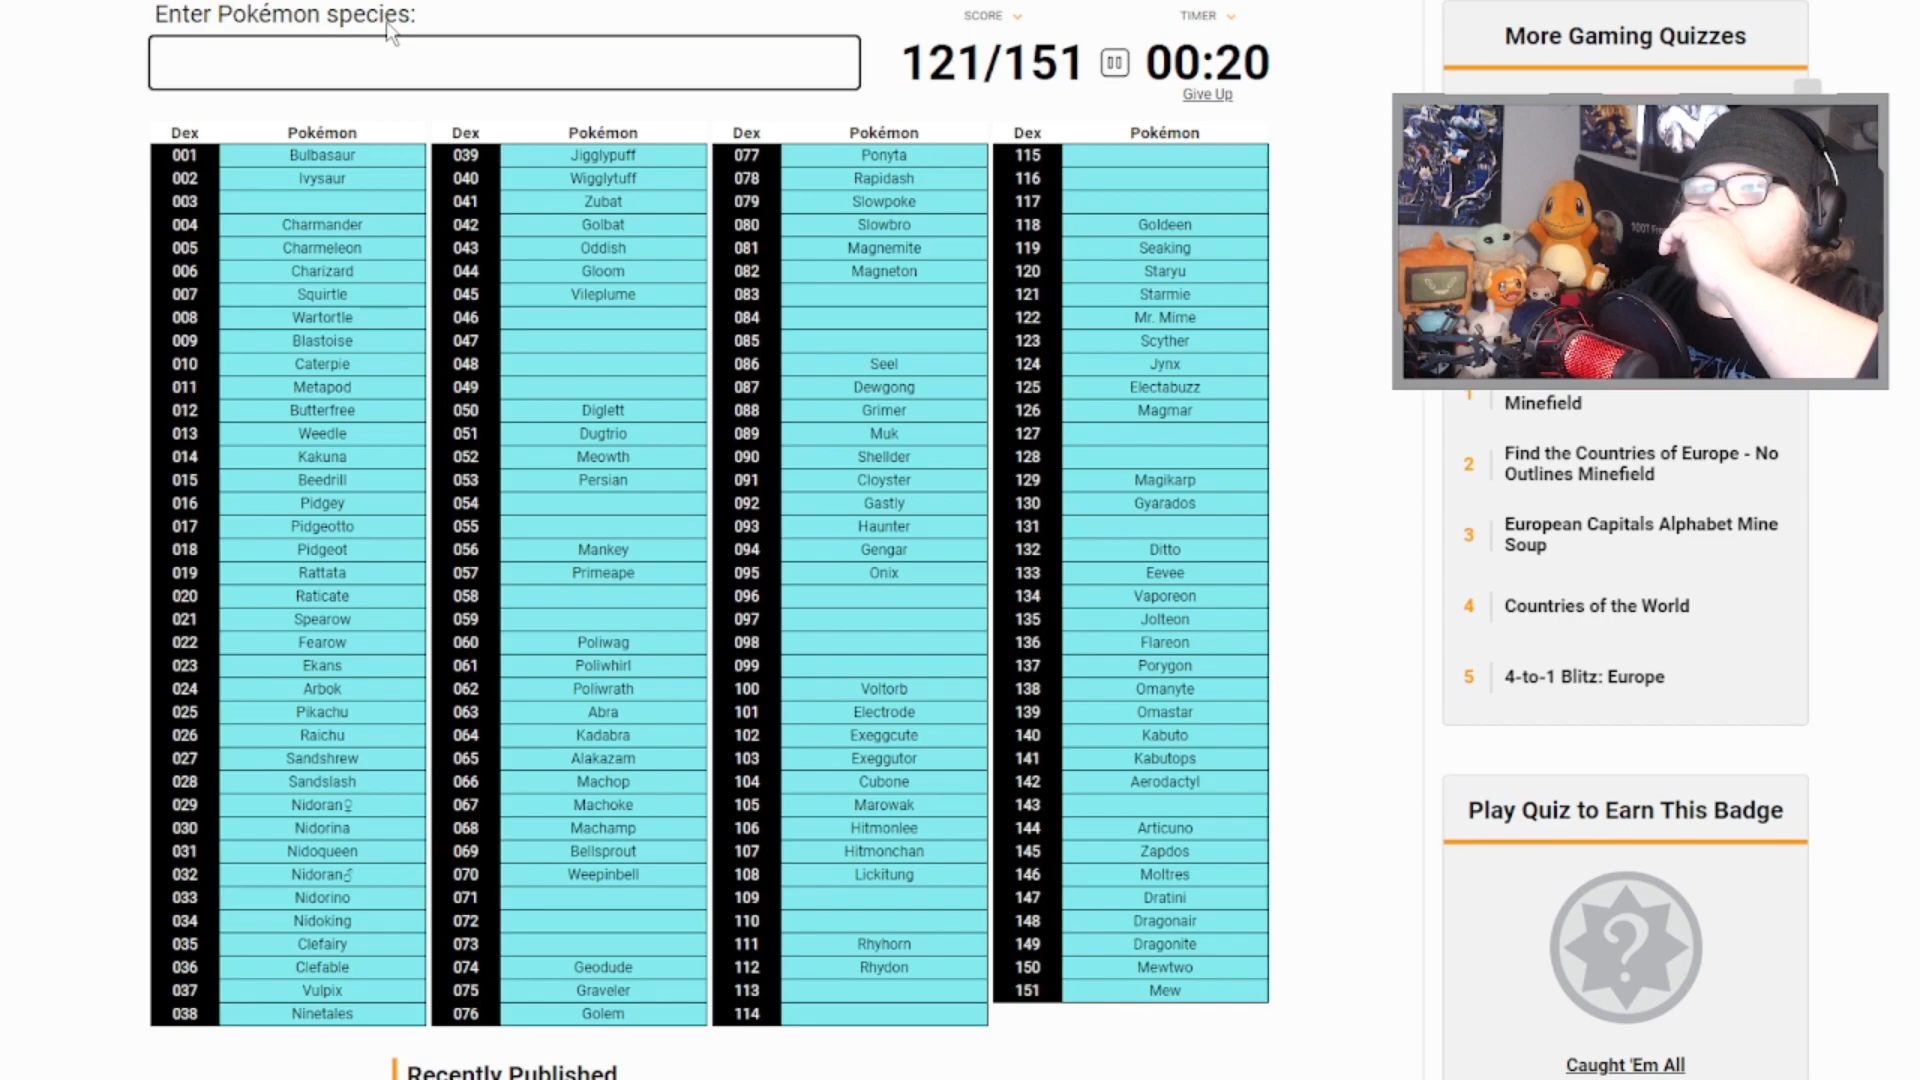 Enter Pokémon species:
SCORE
TIMER
121/151
00:20
Give Up
Dex Pokémon
001 Bulbasaur
002 Ivysaur
003
004 Charmander
005 Charmeleon
006 Charizard
007 Squirtle
008 Wartortle
009 Blastoise
010 Caterpie
011 Metapod
012 Butterfree
013 Weedle
014 Kakuna
015 Beedrill
016 Pidgey
017 Pidgeotto
018 Pidgeot
019 Rattata
020 Raticate
021 Spearow
022 Fearow
023 Ekans
024 Arbok
025 Pikachu
026 Raichu
027 Sandshrew
028 Sandslash
029 Nidoran♀
030 Nidorina
031 Nidoqueen
032 Nidoran♂
033 Nidorino
034 Nidoking
035 Clefairy
036 Clefable
037 Vulpix
038 Ninetales
Dex Pokémon
039 Jigglypuff
040 Wigglytuff
041 Zubat
042 Golbat
043 Oddish
044 Gloom
045 Vileplume
046
047
048
049
050 Diglett
051 Dugtrio
052 Meowth
053 Persian
054
055
056 Mankey
057 Primeape
058
059
060 Poliwag
061 Poliwhirl
062 Poliwrath
063 Abra
064 Kadabra
065 Alakazam
066 Machop
067 Machoke
068 Machamp
069 Bellsprout
070 Weepinbell
071
072
073
074 Geodude
075 Graveler
076 Golem
Dex Pokémon
077 Ponyta
078 Rapidash
079 Slowpoke
080 Slowbro
081 Magnemite
082 Magneton
083
084
085
086 Seel
087 Dewgong
088 Grimer
089 Muk
090 Shellder
091 Cloyster
092 Gastly
093 Haunter
094 Gengar
095 Onix
096
097
098
099
100 Voltorb
101 Electrode
102 Exeggcute
103 Exeggutor
104 Cubone
105 Marowak
106 Hitmonlee
107 Hitmonchan
108 Lickitung
109
110
111 Rhyhorn
112 Rhydon
113
114
Dex Pokémon
115
116
117
118 Goldeen
119 Seaking
120 Staryu
121 Starmie
122 Mr. Mime
123 Scyther
124 Jynx
125 Electabuzz
126 Magmar
127
128
129 Magikarp
130 Gyarados
131
132 Ditto
133 Eevee
134 Vaporeon
135 Jolteon
136 Flareon
137 Porygon
138 Omanyte
139 Omastar
140 Kabuto
141 Kabutops
142 Aerodactyl
143
144 Articuno
145 Zapdos
146 Moltres
147 Dratini
148 Dragonair
149 Dragonite
150 Mewtwo
151 Mew
Recently Published
More Gaming Quizzes
1 Minefield
2 Find the Countries of Europe - No
Outlines Minefield
3 European Capitals Alphabet Mine
Soup
4 Countries of the World
5 4-to-1 Blitz: Europe
Play Quiz to Earn This Badge
?
Caught 'Em All